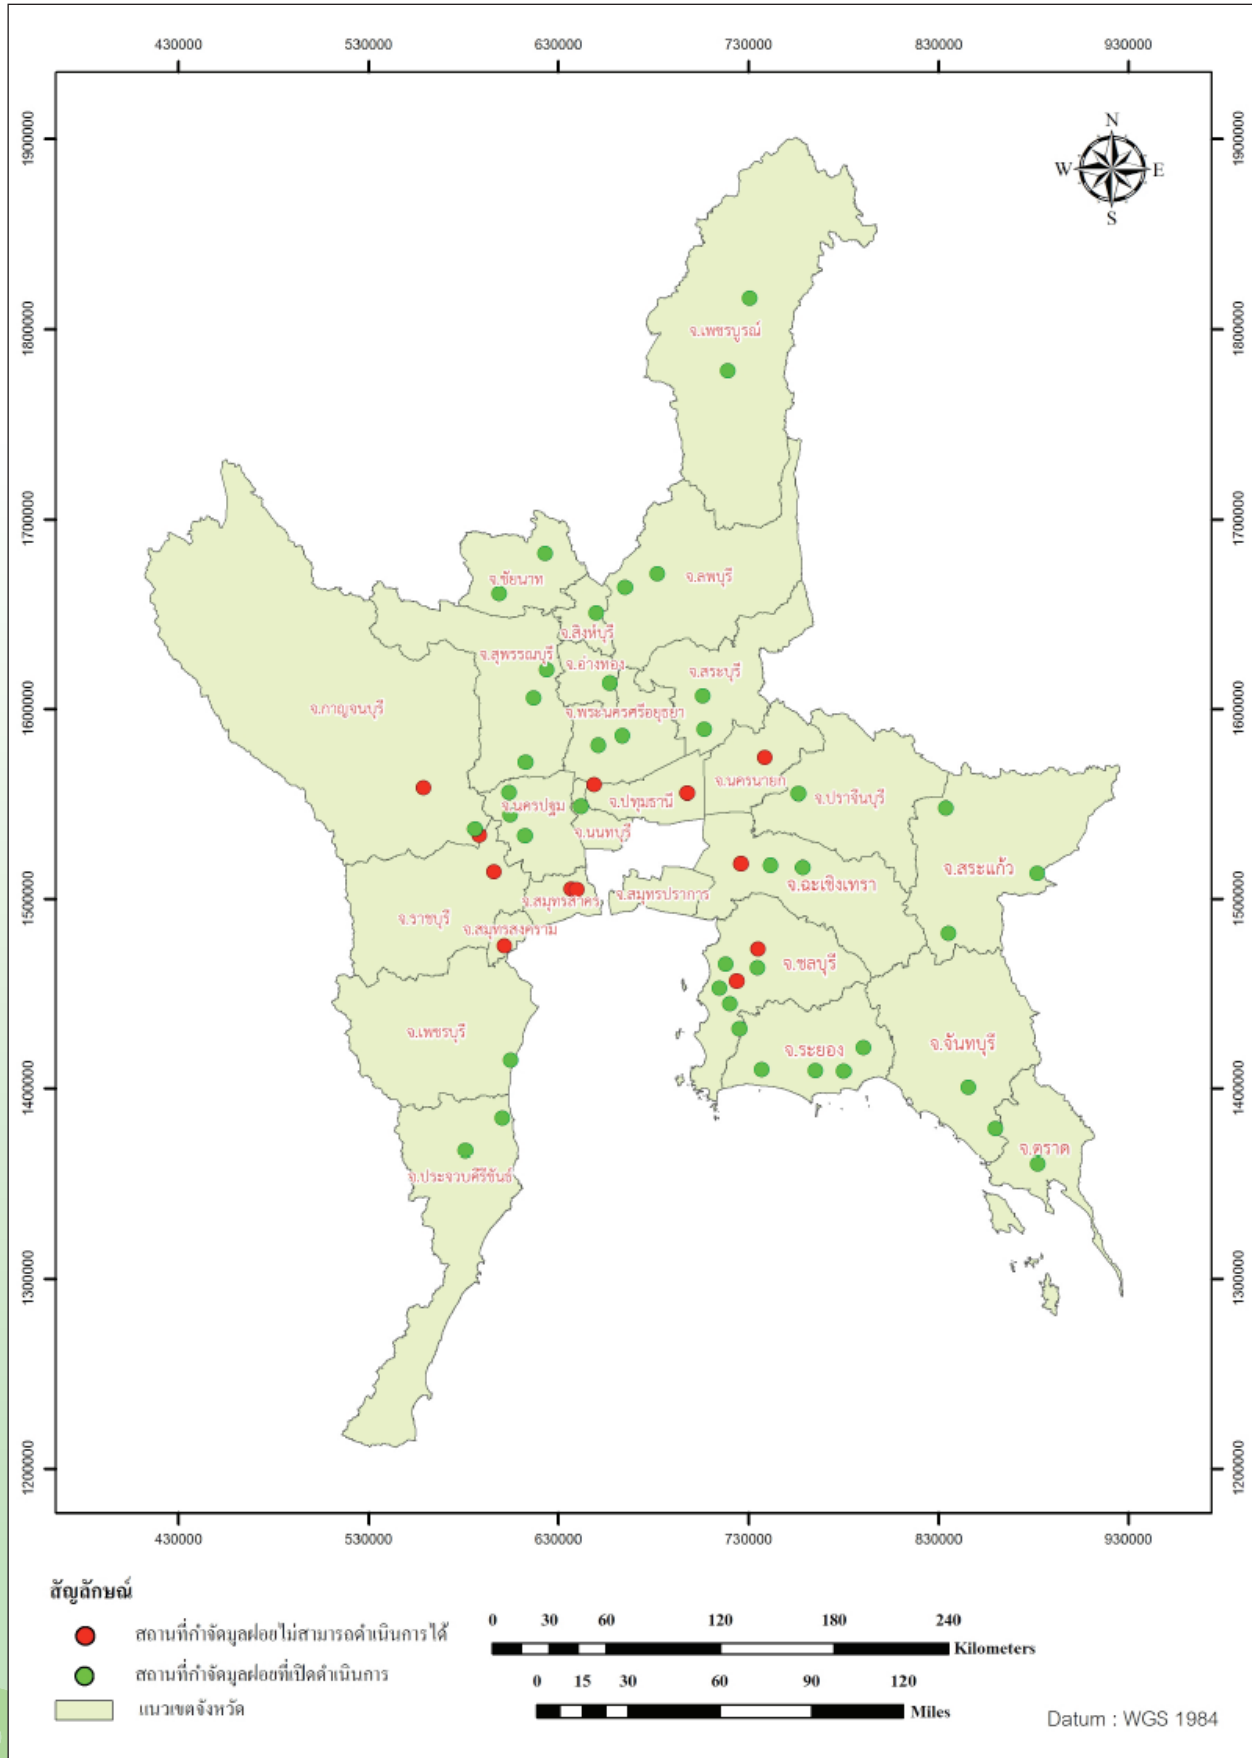 430000 530000 630000 730000 830000 930000
1900000 1900000
N
W E
S
1800000 จ.เพชรบูรณ์ 1800000
1700000 1700000
จ.ชัยนาท จ.ลพบุรี
จ.สิงห์บุรี
จ.สุพรรณบุรี จ.อ่างทอง จ.สระบุรี
1600000 จ.กาญจนบุรี จ.พระนครศรีอยุธยา 1600000
จ.นครปฐม จ.ปทุมธานี จ.นครนายก จ.ปราจีนบุรี
จ.นนทบุรี
จ.สระแก้ว
1500000 จ.สมุทรสาคร จ.สมุทรปราการ จ.ฉะเชิงเทรา 1500000
จ.ราชบุรี จ.สมุทรสงคราม
จ.ชลบุรี
จ.เพชรบุรี จ.ระยอง จ.จันทบุรี
1400000 1400000
จ.ประจวบคีรีขันธ์ จ.ตราด
1300000 1300000
1200000 1200000
430000 530000 630000 730000 830000 930000
สัญลักษณ์
สถานที่กำจัดมูลฝอยไม่สามารถดำเนินการได้
สถานที่กำจัดมูลฝอยที่เปิดดำเนินการ
แนวเขตจังหวัด
0 30 60 120 180 240
Kilometers
0 15 30 60 90 120
Miles
Datum : WGS 1984